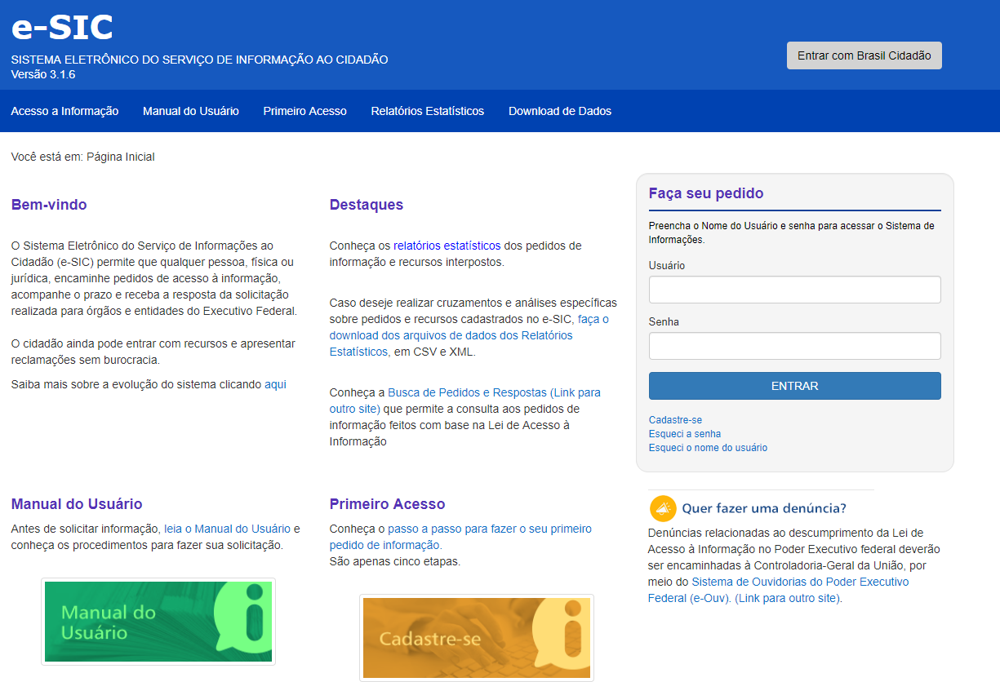 e-SIC
SISTEMA ELETRÔNICO DO SERVIÇO DE INFORMAÇÃO AO CIDADÃO
Versão 3.1.6
Entrar com Brasil Cidadão
Acesso a Informação Manual do Usuário Primeiro Acesso Relatórios Estatísticos Download de Dados
Você está em: Página Inicial
Bem-vindo
O Sistema Eletrônico do Serviço de Informações ao
Cidadão (e-SIC) permite que qualquer pessoa, física ou
jurídica, encaminhe pedidos de acesso à informação,
acompanhe o prazo e receba a resposta da solicitação
realizada para órgãos e entidades do Executivo Federal.
O cidadão ainda pode entrar com recursos e apresentar
reclamações sem burocracia.
Saiba mais sobre a evolução do sistema clicando aqui
Destaques
Conheça os relatórios estatísticos dos pedidos de
informação e recursos interpostos.
Caso deseje realizar cruzamentos e análises específicas
sobre pedidos e recursos cadastrados no e-SIC, faça o
download dos arquivos de dados dos Relatórios
Estatísticos, em CSV e XML.
Conheça a Busca de Pedidos e Respostas (Link para
outro site) que permite a consulta aos pedidos de
informação feitos com base na Lei de Acesso à
Informação
Faça seu pedido
Preencha o Nome do Usuário e senha para acessar o Sistema de
Informações.
Usuário
Senha
ENTRAR
Cadastre-se
Esqueci a senha
Esqueci o nome do usuário
Manual do Usuário
Antes de solicitar informação, leia o Manual do Usuário e
conheça os procedimentos para fazer sua solicitação.
Manual do
Usuário
Primeiro Acesso
Conheça o passo a passo para fazer o seu primeiro
pedido de informação.
São apenas cinco etapas.
Cadastre-se
Quer fazer uma denúncia?
Denúncias relacionadas ao descumprimento da Lei de
Acesso à Informação no Poder Executivo federal deverão
ser encaminhadas à Controladoria-Geral da União, por
meio do Sistema de Ouvidorias do Poder Executivo
Federal (e-Ouv). (Link para outro site).